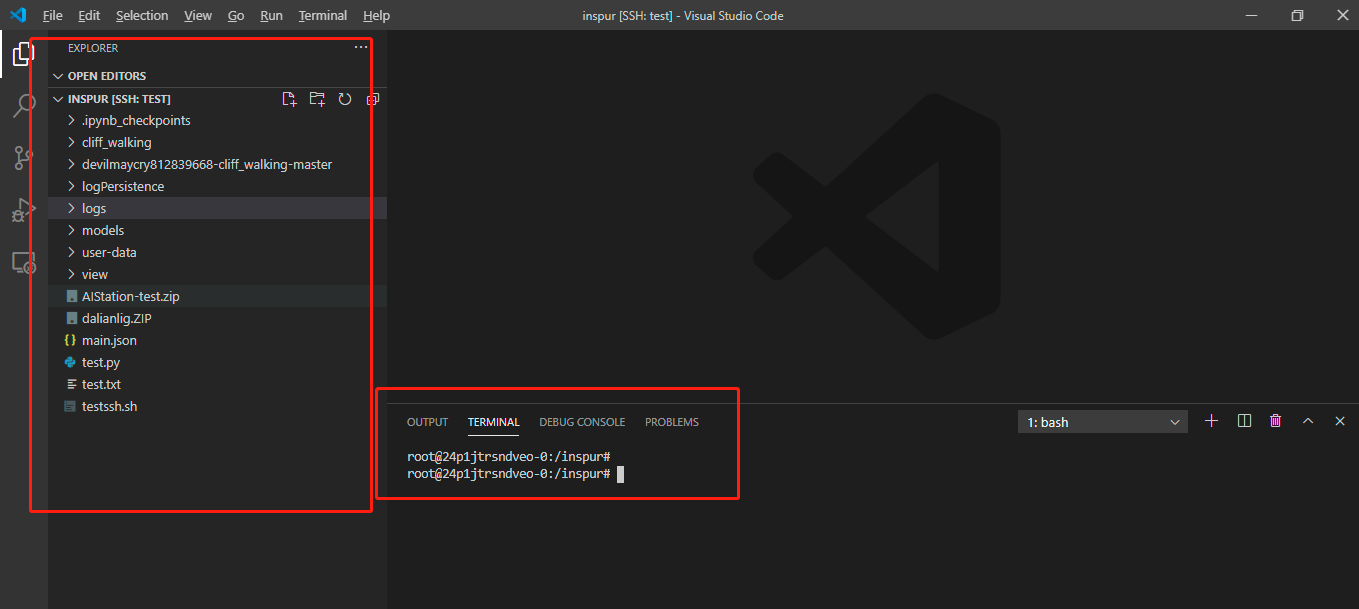 File Edit Selection View Go Run Terminal Help inspur [SSH: test] - Visual Studio Code
EXPLORER
OPEN EDITORS
INSPUR [SSH: TEST]
.ipynb_checkpoints
cliff_walking
devilmaycry812839668-cliff_walking-master
logPersistence
logs
models
user-data
view
AIStation-test.zip
dalianlig.ZIP
{} main.json
test.py
test.txt
testssh.sh
OUTPUT TERMINAL DEBUG CONSOLE PROBLEMS 1: bash
root@24p1jtrsndveo-0:/inspur#
root@24p1jtrsndveo-0:/inspur#